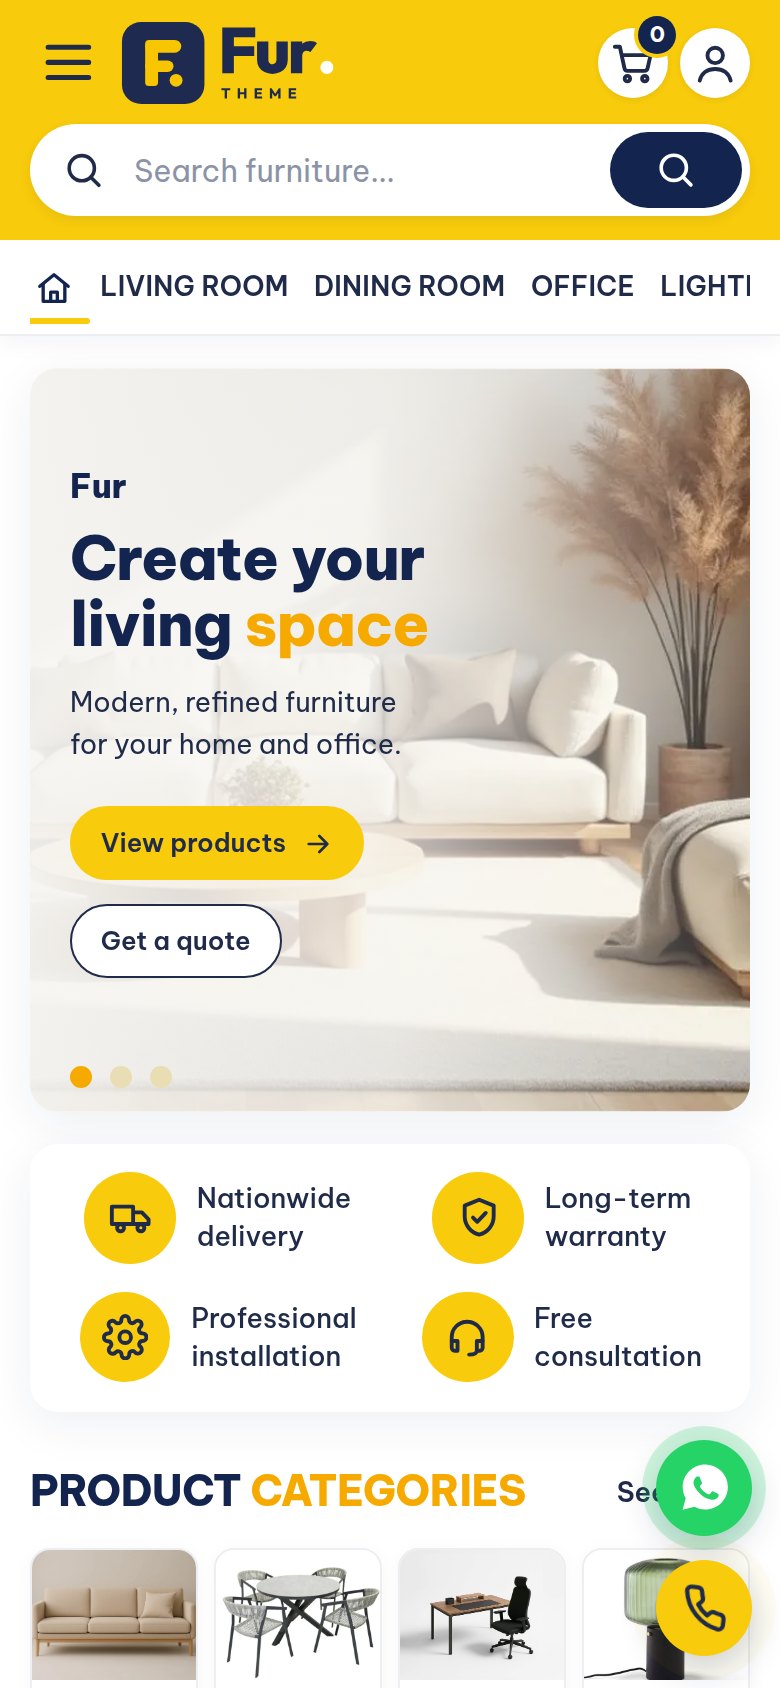 F.
Fur.
THEME
0
Search furniture...
LIVING ROOM DINING ROOM OFFICE LIGHTI
Fur
Create your
living space
Modern, refined furniture
for your home and office.
View products →
Get a quote
Nationwide
delivery
Long-term
warranty
Professional
installation
Free
consultation
PRODUCT CATEGORIES
See